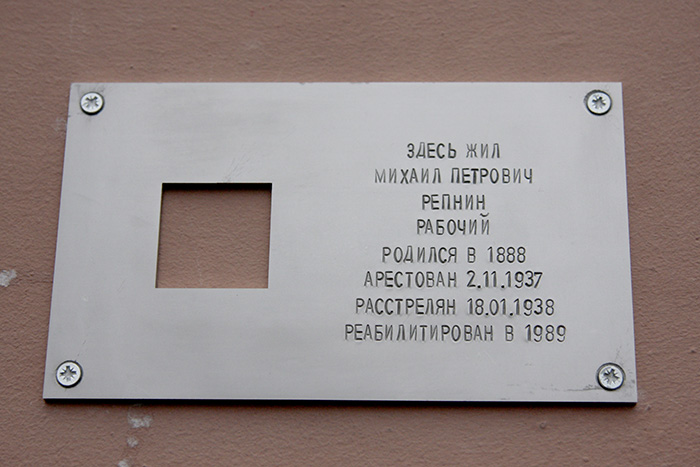 ЗДЕСЬ ЖИЛ
МИХАИЛ ПЕТРОВИЧ
РЕПНИН
РАБОЧИЙ
РОДИЛСЯ В 1888
АРЕСТОВАН 2.11.1937
РАССТРЕЛЯН 18.01.1938
РЕАБИЛИТИРОВАН В 1989